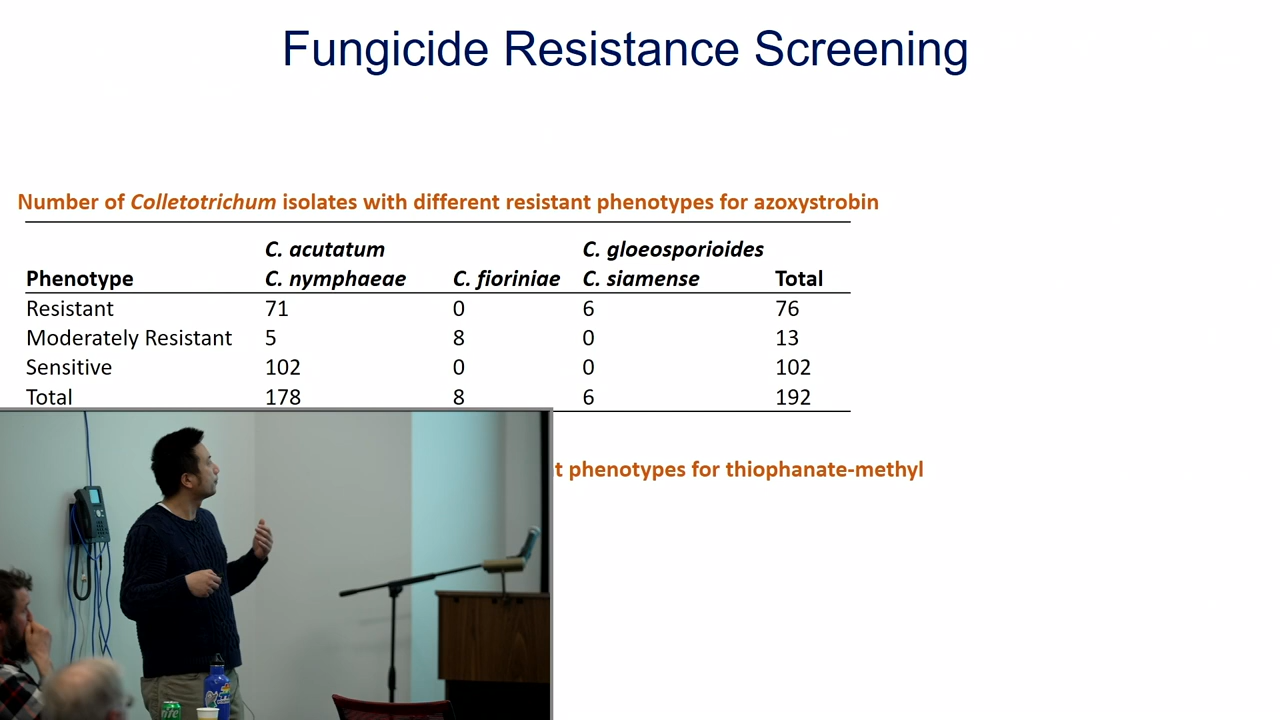 Fungicide Resistance Screening
Number of Colletotrichum isolates with different resistant phenotypes for azoxystrobin
C. acutatum C. gloeosporioides
Phenotype C. nymphaeae C. fioriniae C. siamense Total
Resistant 71 0 6 76
Moderately Resistant 5 8 0 13
Sensitive 102 0 0 102
Total 178 8 6 192
t phenotypes for thiophanate-methyl